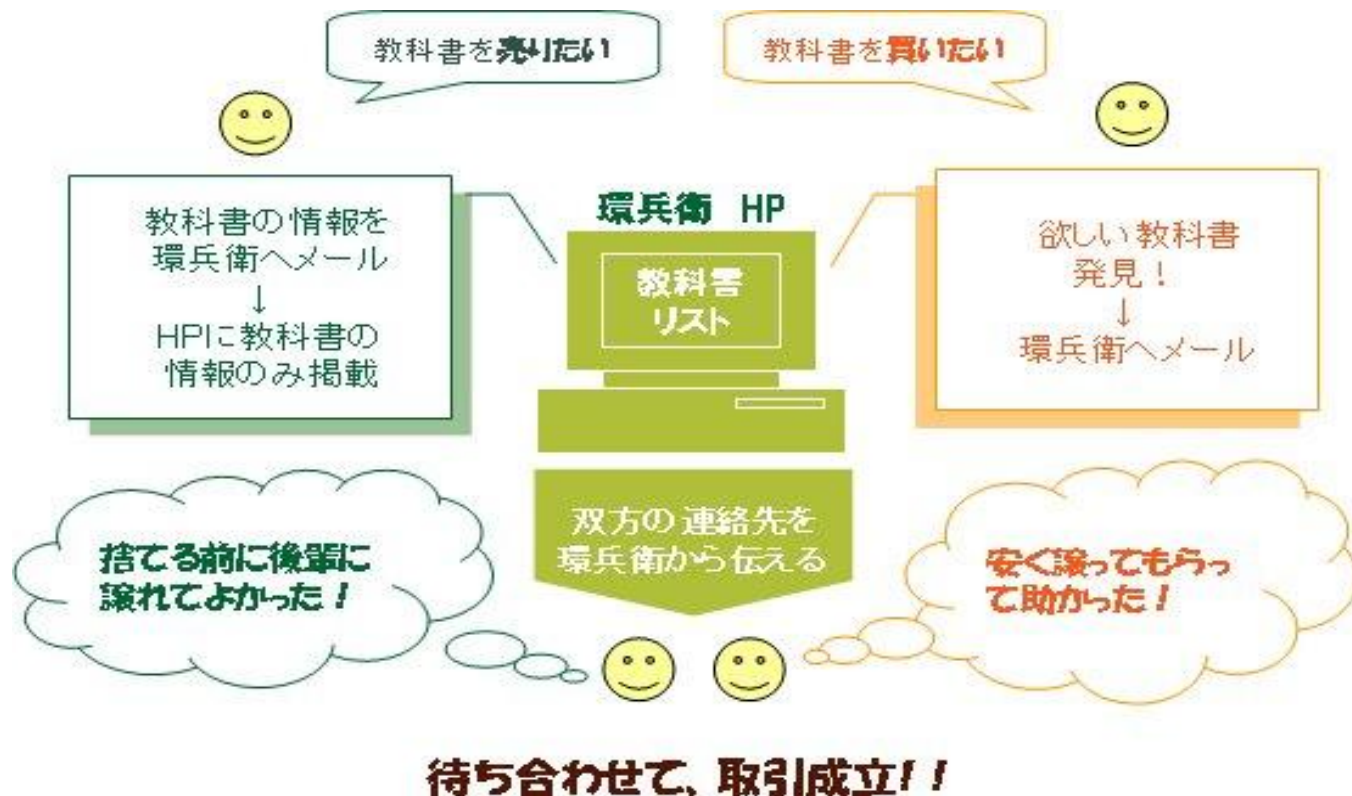 教科書を売りたい
教科書を買いたい
教科書の情報を
環兵衛へメール
↓
HPに教科書の
情報のみ掲載
環兵衛 HP
教科書
リスト
欲しい教科書
発見！
↓
環兵衛へメール
双方の連絡先を
環兵衛から伝える
捨てる前に後輩に
譲れてよかった！
安く譲ってもらっ
て助かった！
待ち合わせて、取引成立！！